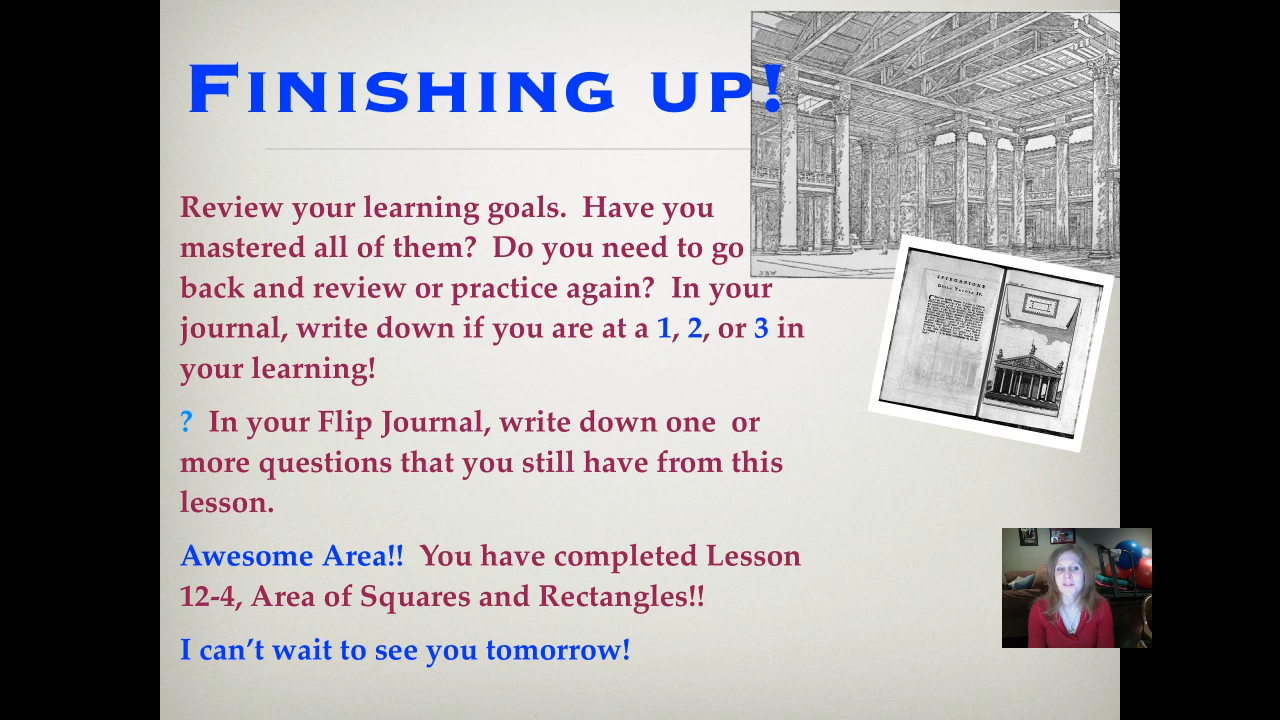 Finishing up!
Review your learning goals.  Have you
mastered all of them?  Do you need to go
back and review or practice again?  In your
journal, write down if you are at a 1, 2, or 3 in
your learning!
?  In your Flip Journal, write down one  or
more questions that you still have from this
lesson.
Awesome Area!!  You have completed Lesson
12-4, Area of Squares and Rectangles!!
I can’t wait to see you tomorrow!
SPIEGAZIONE